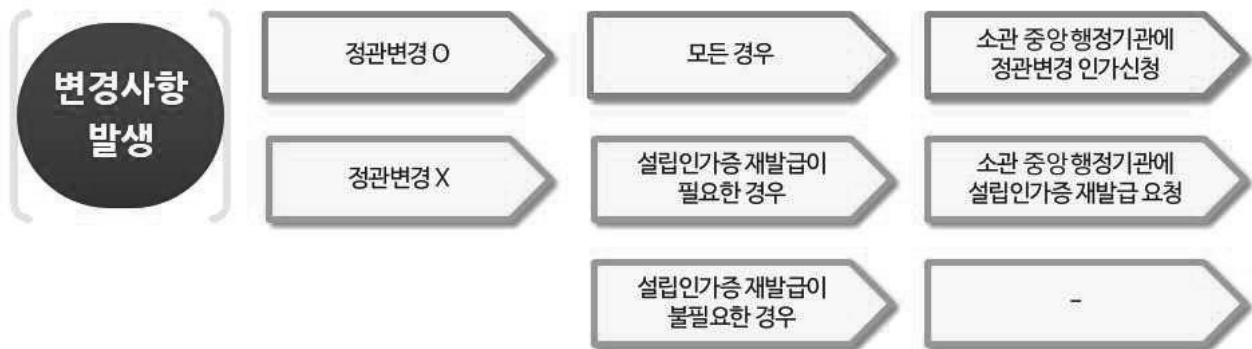 변경사항
발생
정관변경 O
모든 경우
소관 중앙 행정기관에
정관변경 인가신청
정관변경 X
설립인가증 재발급이
필요한 경우
소관 중앙 행정기관에
설립인가증 재발급 요청
설립인가증 재발급이
불필요한 경우
-